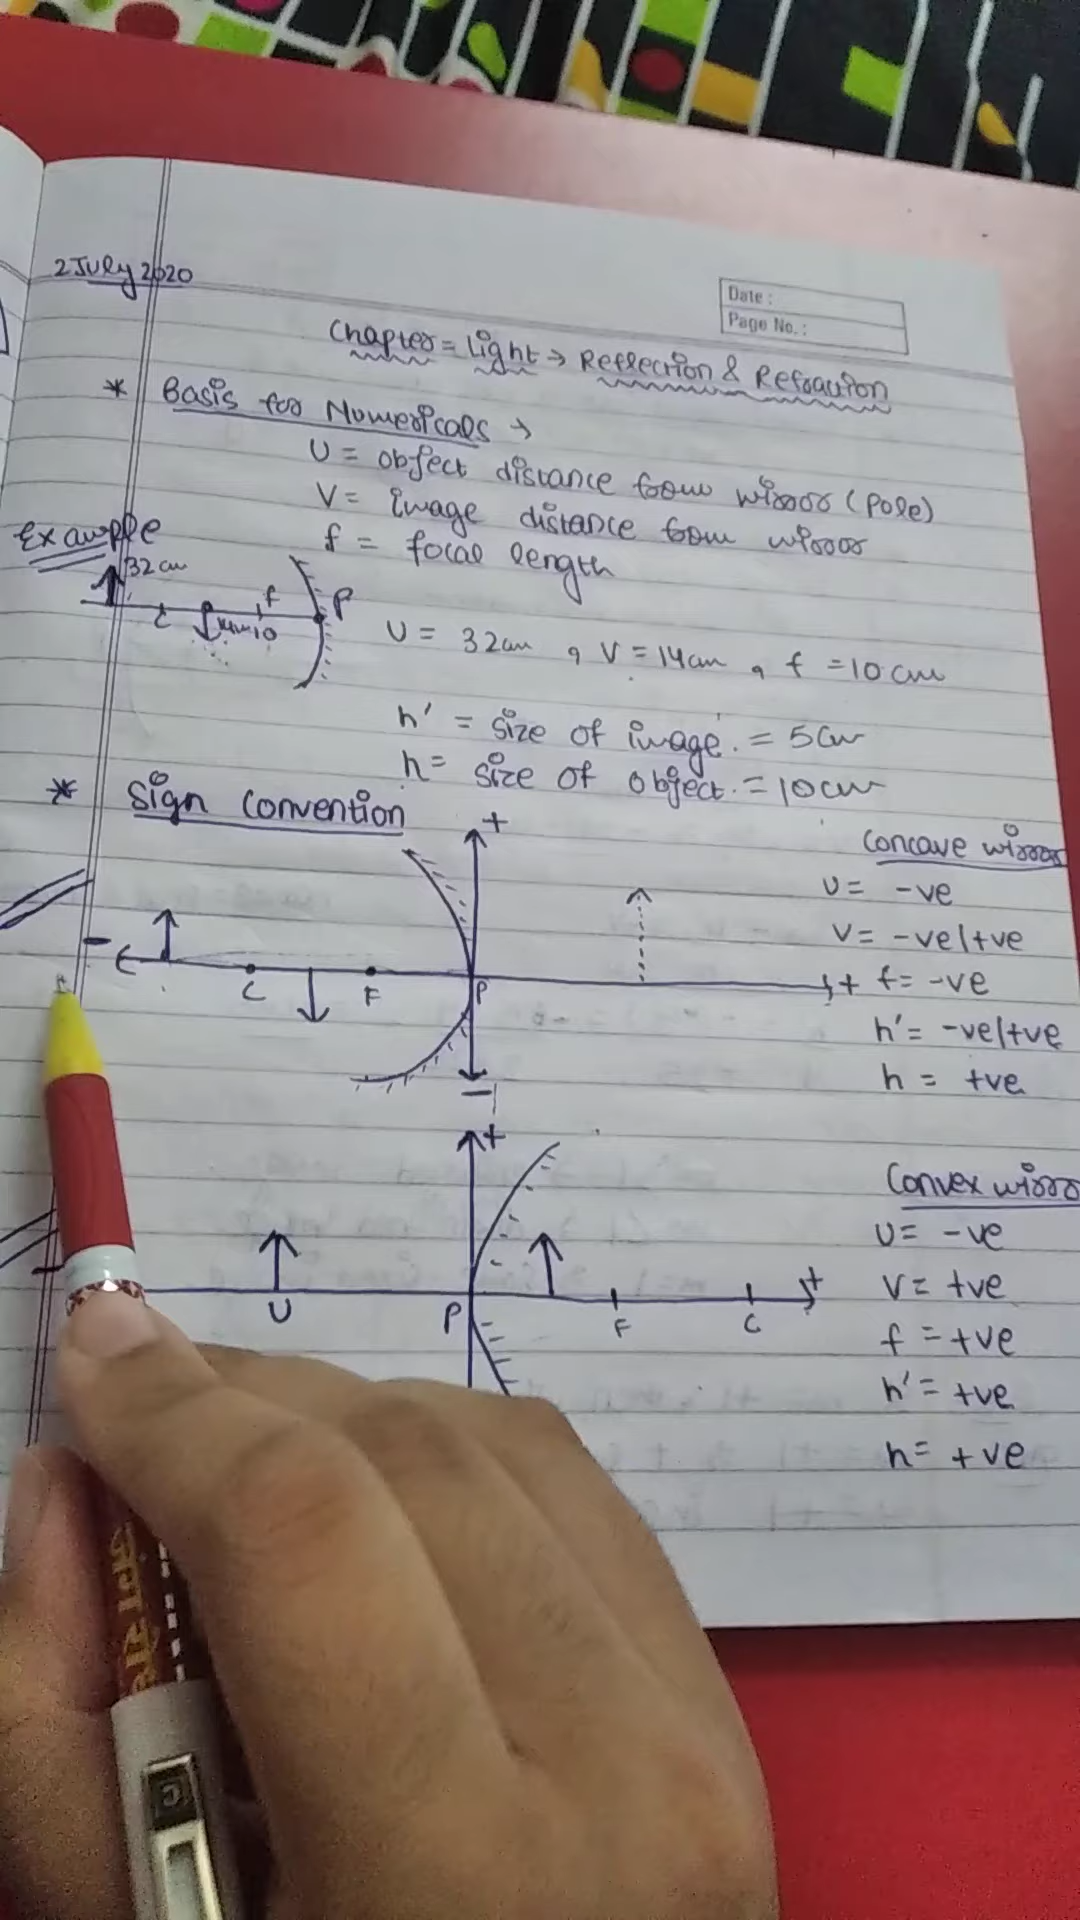 2 July 2020
Date :
Page No. :
Chapter = Light → Reflection & Refraction
* Basis for Numericals →
U = object distance from mirror (pole)
V = image distance from mirror
f = focal length
Example
32 cm
C
f
P
U = 32cm , V = 14cm , f = 10 cm
h' = size of image. = 5cm
h = size of object. = 10cm
* Sign Convention
+
Concave mirror
U = -ve
V = -ve/+ve
-
C
F
P
+
f = -ve
h' = -ve/+ve
h = +ve
-
+
Convex mirror
U = -ve
V = +ve
U
P
F
C
+
f = +ve
h' = +ve
h = +ve